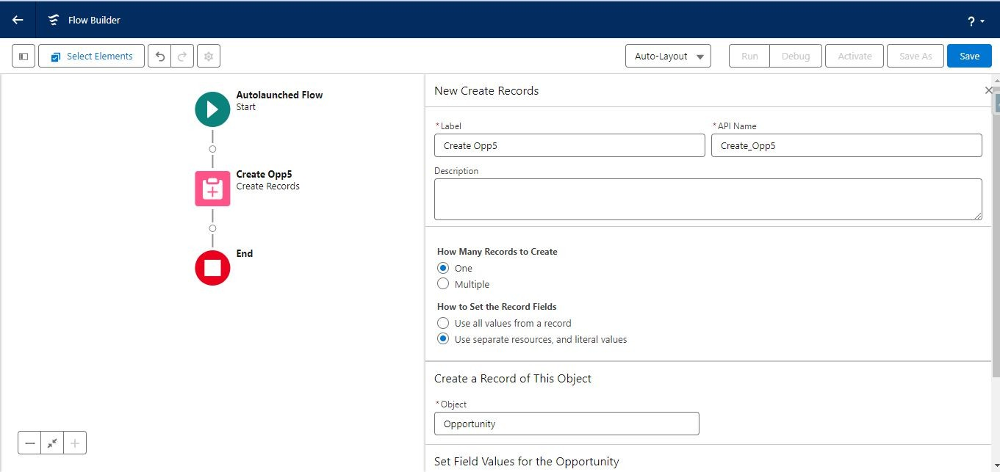 Flow Builder
?
Select Elements
Auto-Layout
Run
Debug
Activate
Save As
Save
Autolaunched Flow
Start
Create Opp5
Create Records
End
New Create Records
*Label
*API Name
Create Opp5
Create_Opp5
Description
How Many Records to Create
One
Multiple
How to Set the Record Fields
Use all values from a record
Use separate resources, and literal values
Create a Record of This Object
*Object
Opportunity
Set Field Values for the Opportunity